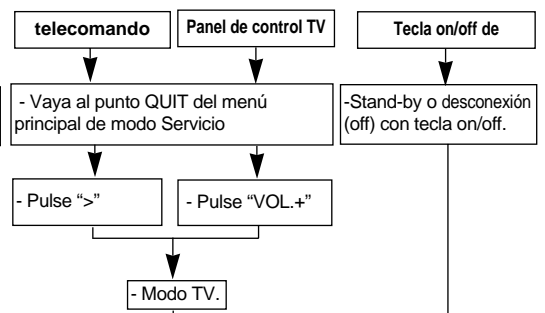 telecomando
Panel de control TV
Tecla on/off de
- Vaya al punto QUIT del menú
principal de modo Servicio
-Stand-by o desconexión
(off) con tecla on/off.
- Pulse “>”
- Pulse “VOL.+”
- Modo TV.